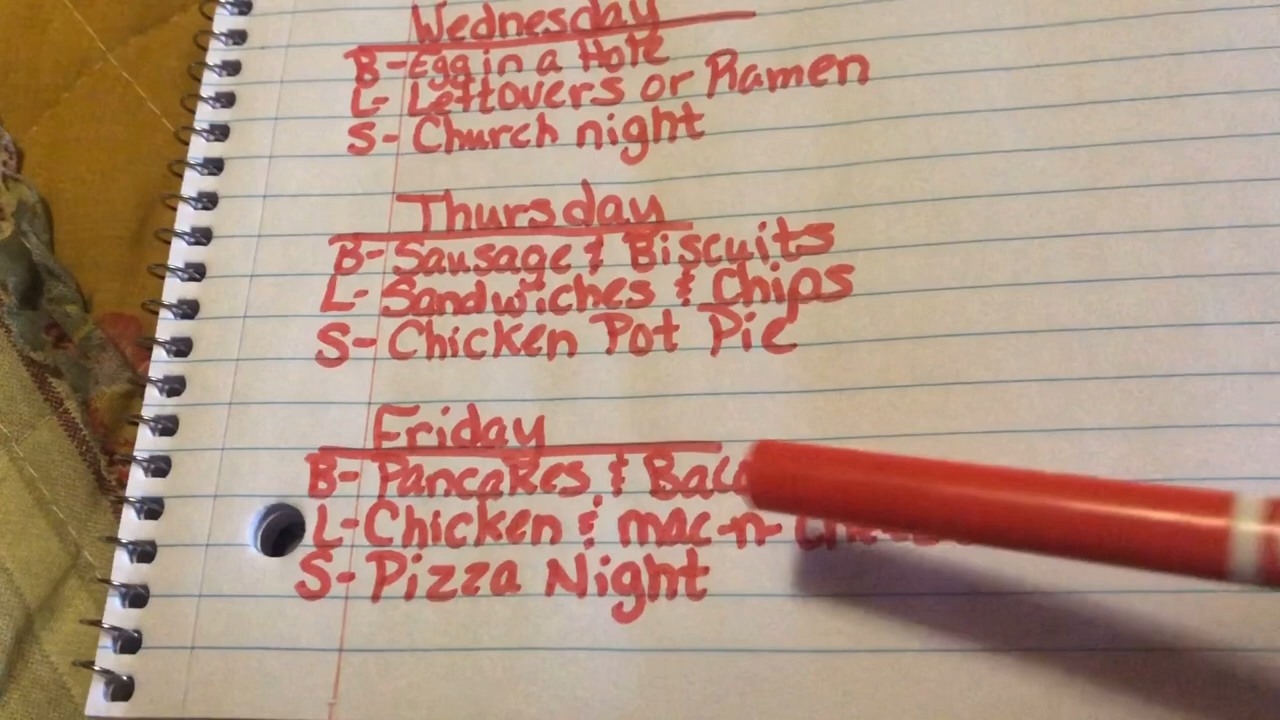 Wednesday
B-Egg in a Hole
L- Leftovers or Ramen
S- Church night
Thursday
B- Sausage & Biscuits
L- Sandwiches & Chips
S- Chicken Pot Pie
Friday
B- Pancakes &
L- Chicken & mac-n-
S- Pizza Night